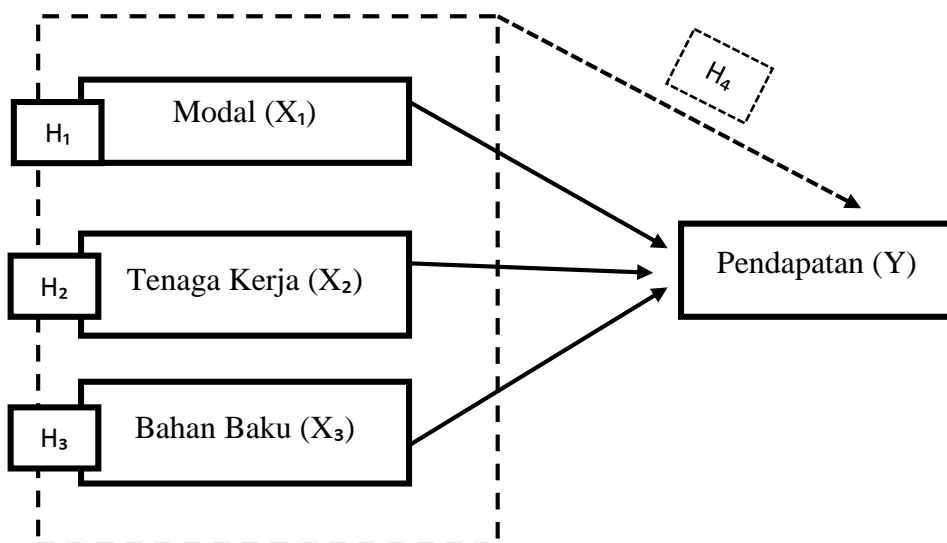 H₄
Modal (X₁)
H₁
Pendapatan (Y)
Tenaga Kerja (X₂)
H₂
Bahan Baku (X₃)
H₃